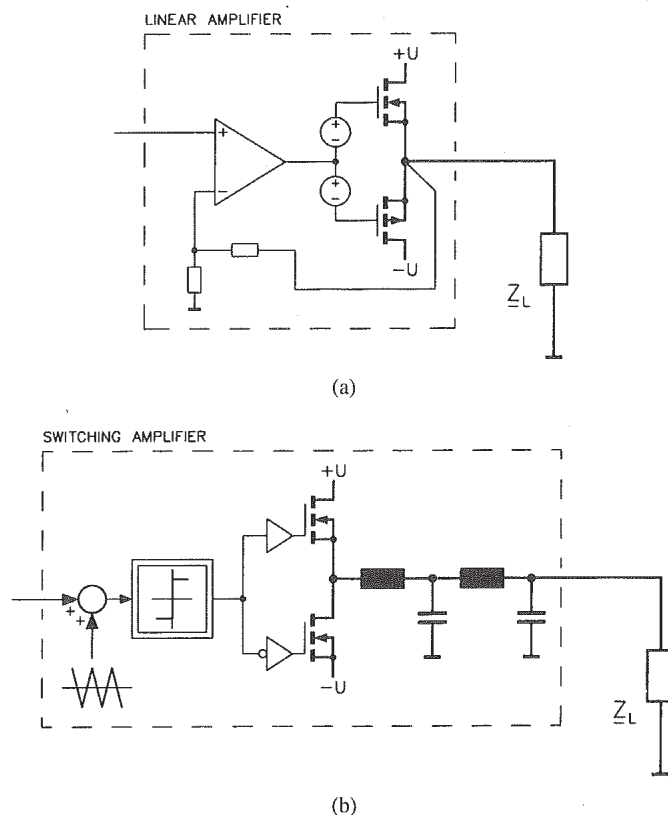 LINEAR AMPLIFIER
+U
+
+
−
+
−
−
−U
Z_L
(a)
SWITCHING AMPLIFIER
+U
+
+
−U
Z_L
(b)